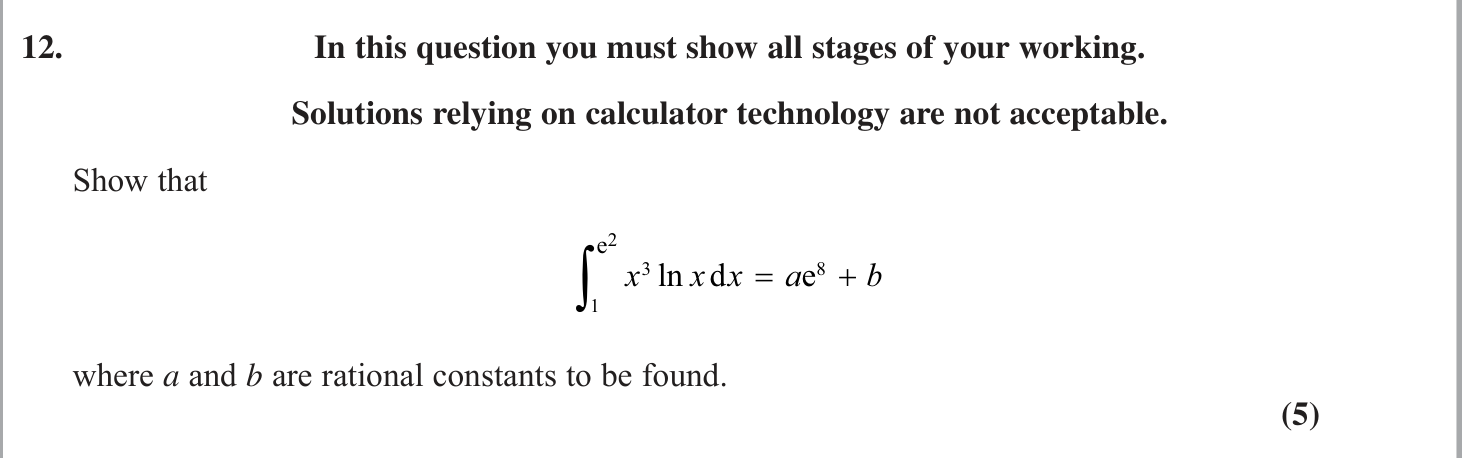 12. In this question you must show all stages of your working.
Solutions relying on calculator technology are not acceptable.
Show that
∫₁^{e²} x³ ln x dx = ae⁸ + b
where a and b are rational constants to be found.
(5)